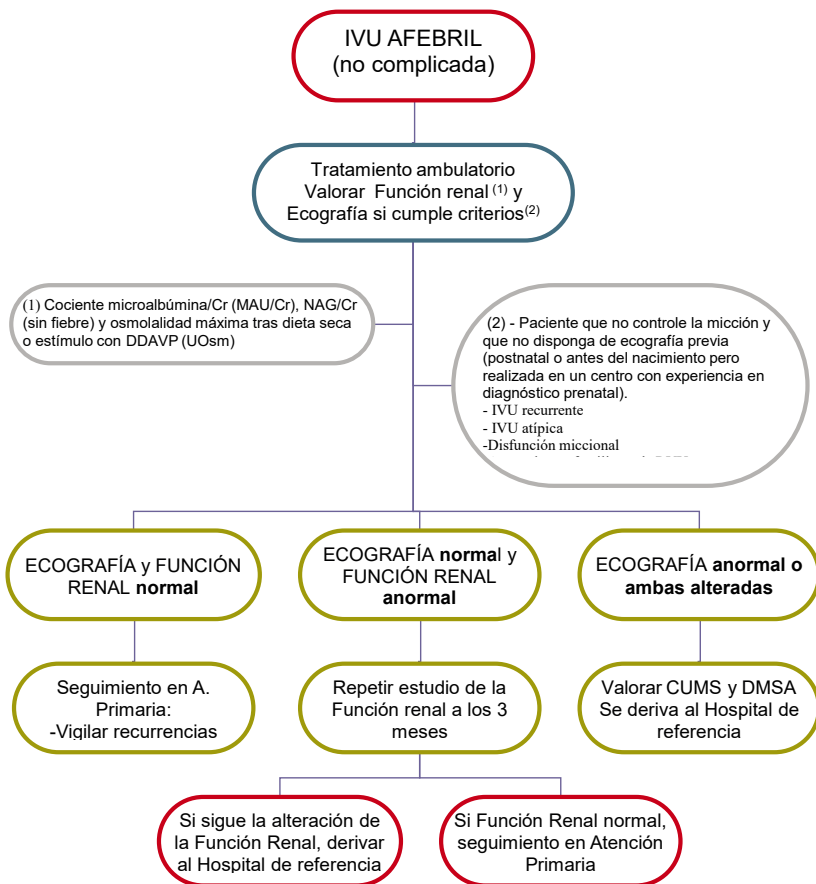 IVU AFEBRIL
(no complicada)
Tratamiento ambulatorio
Valorar Función renal (1) y
Ecografía si cumple criterios(2)
(1) Cociente microalbúmina/Cr (MAU/Cr), NAG/Cr
(sin fiebre) y osmolalidad máxima tras dieta seca
o estímulo con DDAVP (UOsm)
(2) - Paciente que no controle la micción y
que no disponga de ecografía previa
(postnatal o antes del nacimiento pero
realizada en un centro con experiencia en
diagnóstico prenatal).
- IVU recurrente
- IVU atípica
-Disfunción miccional
ECOGRAFÍA y FUNCIÓN
RENAL normal
ECOGRAFÍA normal y
FUNCIÓN RENAL
anormal
ECOGRAFÍA anormal o
ambas alteradas
Seguimiento en A.
Primaria:
-Vigilar recurrencias
Repetir estudio de la
Función renal a los 3
meses
Valorar CUMS y DMSA
Se deriva al Hospital de
referencia
Si sigue la alteración de
la Función Renal, derivar
al Hospital de referencia
Si Función Renal normal,
seguimiento en Atención
Primaria